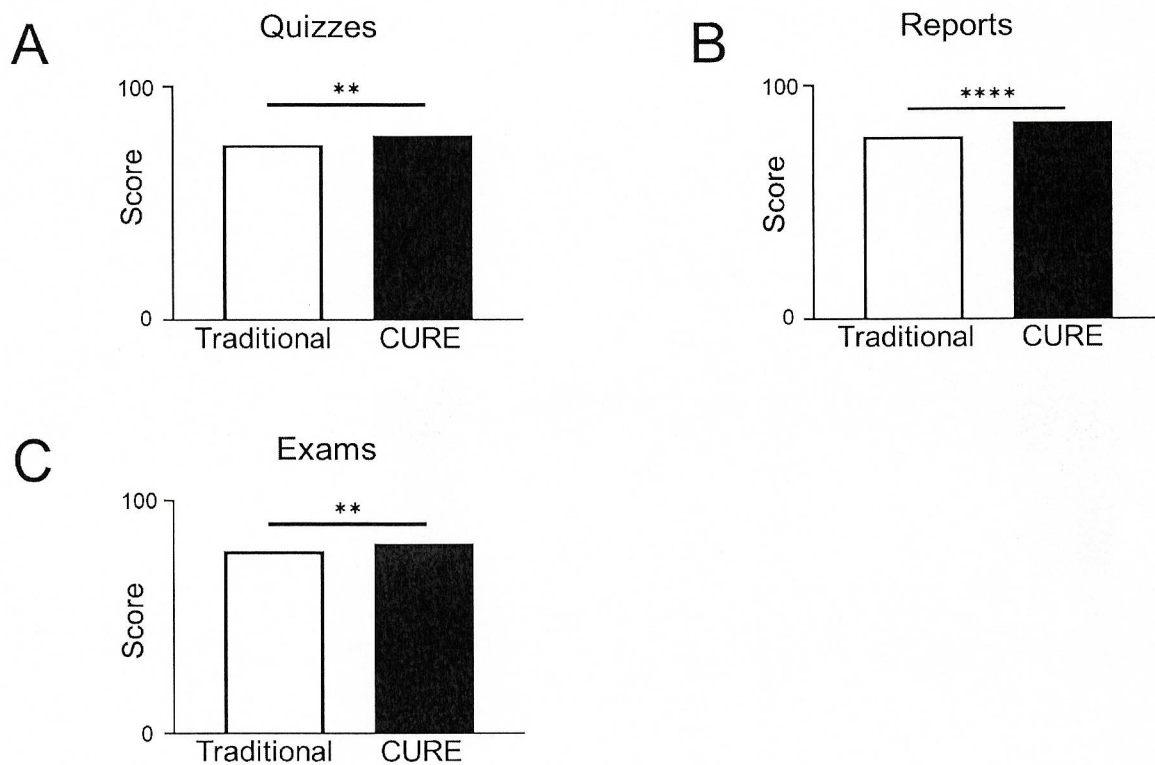 A
Quizzes
100
**
Score
0
Traditional
CURE
B
Reports
100
****
Score
0
Traditional
CURE
C
Exams
100
**
Score
0
Traditional
CURE